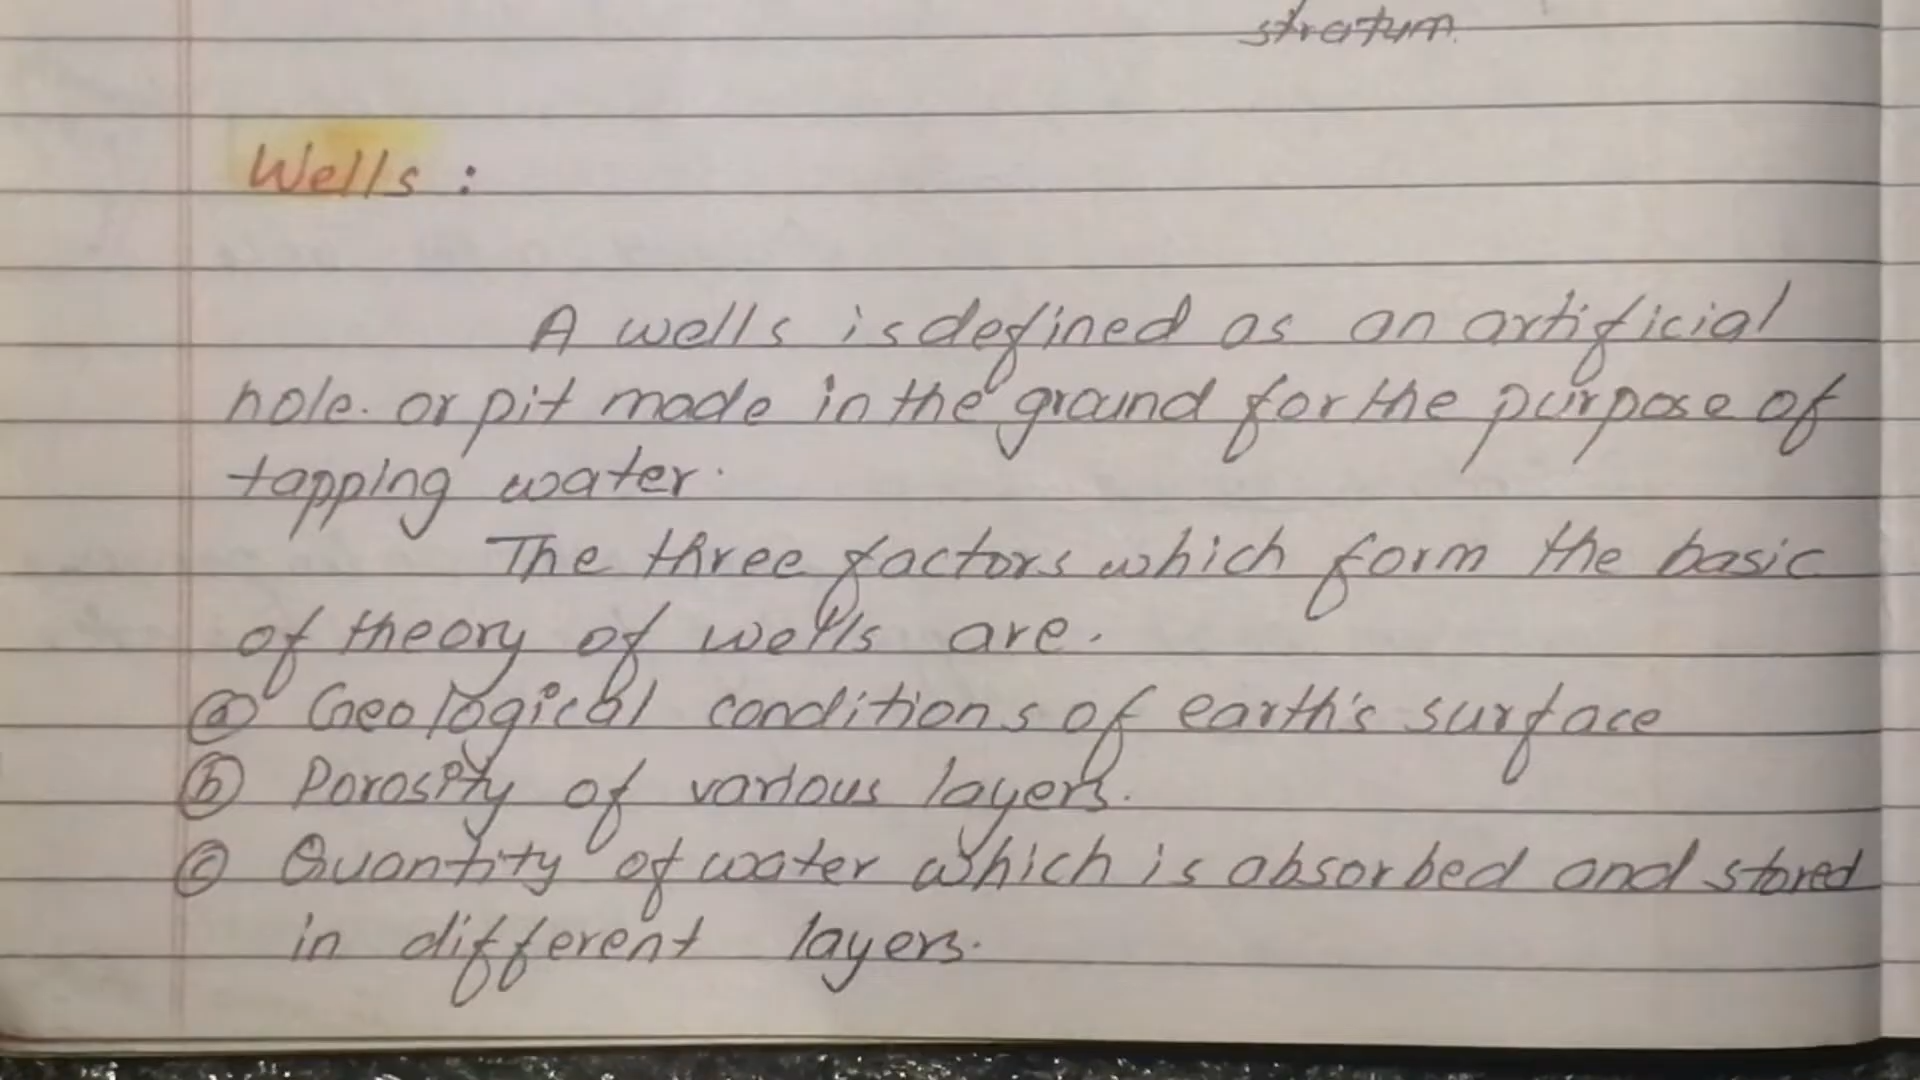 stratum.
Wells :
A wells is defined as an artificial
hole. or pit made in the ground for the purpose of
tapping water.
The three factors which form the basic
of theory of wells are.
(a) Geological conditions of earth's surface
(b) Porosity of various layers.
(c) Quantity of water which is absorbed and stored
in different layers.